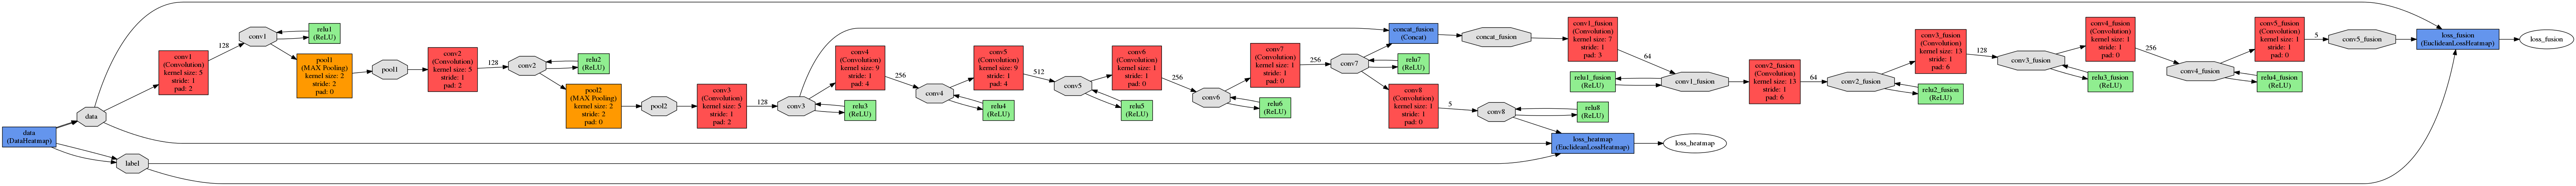 data
(DataHeatmap)
data
label
conv1
(Convolution)
kernel size: 5
stride: 1
pad: 2
128
conv1
relu1
(ReLU)
pool1
(MAX Pooling)
kernel size: 2
stride: 2
pad: 0
pool1
conv2
(Convolution)
kernel size: 5
stride: 1
pad: 2
128
conv2
relu2
(ReLU)
pool2
(MAX Pooling)
kernel size: 2
stride: 2
pad: 0
pool2
conv3
(Convolution)
kernel size: 5
stride: 1
pad: 2
128
conv3
relu3
(ReLU)
conv4
(Convolution)
kernel size: 9
stride: 1
pad: 4
256
conv4
relu4
(ReLU)
conv5
(Convolution)
kernel size: 9
stride: 1
pad: 4
512
conv5
relu5
(ReLU)
conv6
(Convolution)
kernel size: 1
stride: 1
pad: 0
256
conv6
relu6
(ReLU)
conv7
(Convolution)
kernel size: 1
stride: 1
pad: 0
256
conv7
relu7
(ReLU)
concat_fusion
(Concat)
concat_fusion
conv8
(Convolution)
kernel size: 1
stride: 1
pad: 0
5
conv8
relu8
(ReLU)
loss_heatmap
(EuclideanLossHeatmap)
loss_heatmap
conv1_fusion
(Convolution)
kernel size: 7
stride: 1
pad: 3
64
relu1_fusion
(ReLU)
conv1_fusion
conv2_fusion
(Convolution)
kernel size: 13
stride: 1
pad: 6
64
conv2_fusion
relu2_fusion
(ReLU)
conv3_fusion
(Convolution)
kernel size: 13
stride: 1
pad: 6
128
conv3_fusion
relu3_fusion
(ReLU)
conv4_fusion
(Convolution)
kernel size: 1
stride: 1
pad: 0
256
conv4_fusion
relu4_fusion
(ReLU)
conv5_fusion
(Convolution)
kernel size: 1
stride: 1
pad: 0
5
conv5_fusion
loss_fusion
(EuclideanLossHeatmap)
loss_fusion